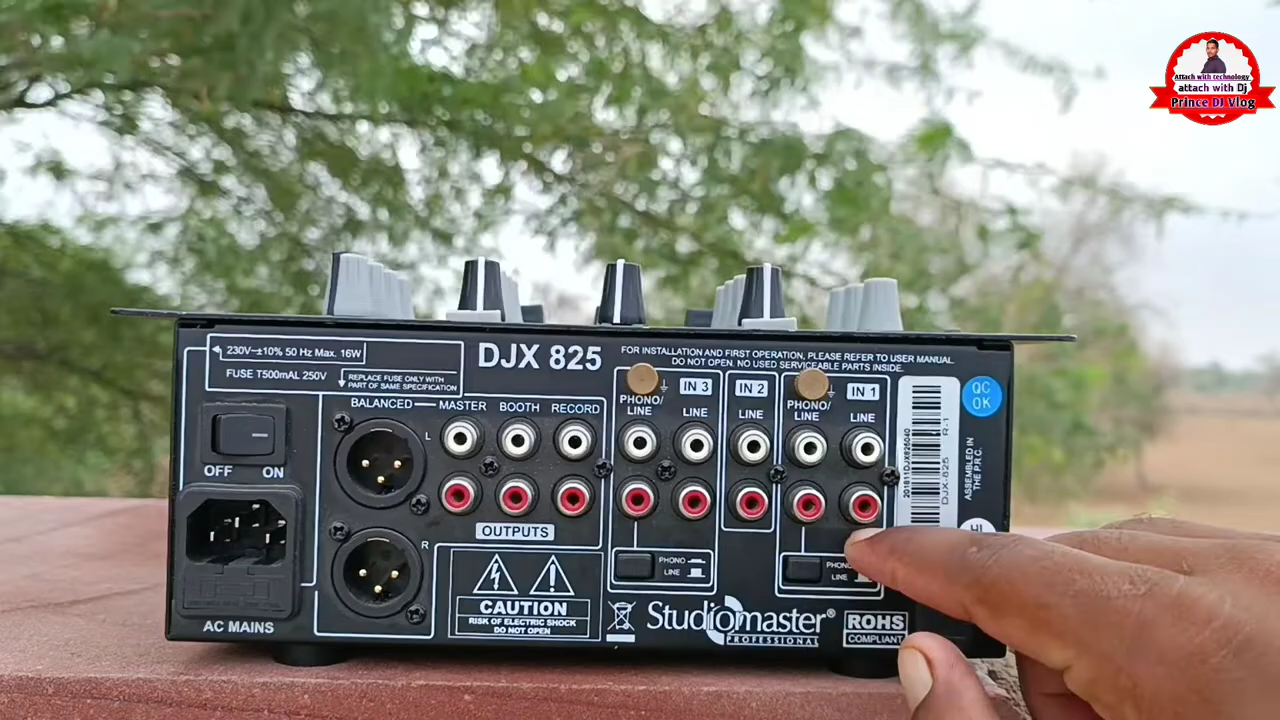 Attach with technology
attach with Dj
Prince DJ Vlog
230V~±10% 50 Hz Max. 16W
FUSE T500mAL 250V
REPLACE FUSE ONLY WITH
PART OF SAME SPECIFICATION
DJX 825
FOR INSTALLATION AND FIRST OPERATION, PLEASE REFER TO USER MANUAL.
DO NOT OPEN. NO USED SERVICEABLE PARTS INSIDE.
OFF ON
AC MAINS
BALANCED
L
R
MASTER BOOTH RECORD
OUTPUTS
PHONO/
LINE
IN 3
LINE
IN 2
LINE
PHONO/
LINE
IN 1
LINE
PHONO
LINE
PHONO
LINE
CAUTION
RISK OF ELECTRIC SHOCK
DO NOT OPEN
Studiomaster®
PROFESSIONAL
ROHS
COMPLIANT
201811DJX825040
DJX-825 R-1
QC
OK
ASSEMBLED IN
THE P.R.C.